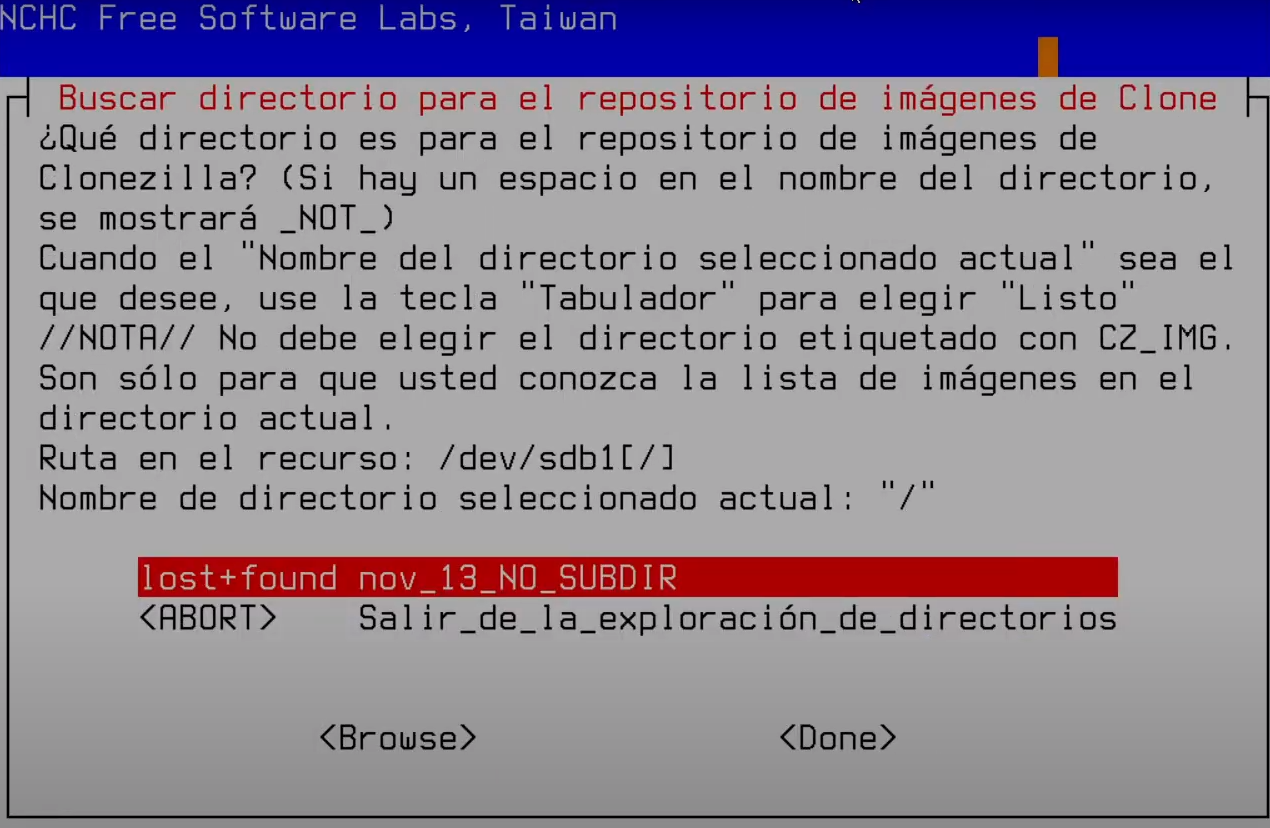 NCHC Free Software Labs, Taiwan
Buscar directorio para el repositorio de imágenes de Clone
¿Qué directorio es para el repositorio de imágenes de
Clonezilla? (Si hay un espacio en el nombre del directorio,
se mostrará _NOT_)
Cuando el "Nombre del directorio seleccionado actual" sea el
que desee, use la tecla "Tabulador" para elegir "Listo"
//NOTA// No debe elegir el directorio etiquetado con CZ_IMG.
Son sólo para que usted conozca la lista de imágenes en el
directorio actual.
Ruta en el recurso: /dev/sdb1[/]
Nombre de directorio seleccionado actual: "/"
lost+found nov_13_NO_SUBDIR
<ABORT> Salir_de_la_exploración_de_directorios
<Browse> <Done>